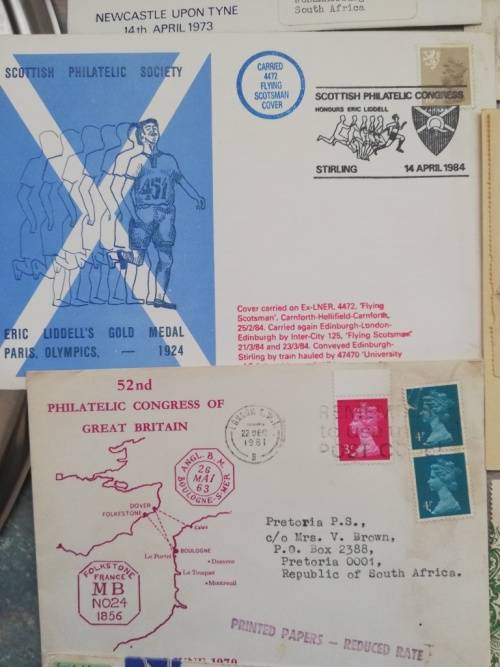 NEWCASTLE UPON TYNE
14th. APRIL 1973
South Africa
SCOTTISH PHILATELIC SOCIETY
451
ERIC LIDDELL'S GOLD MEDAL
PARIS, OLYMPICS, — 1924
CARRIED
4472
FLYING
SCOTSMAN
COVER
SCOTTISH PHILATELIC CONGRESS
HONOURS ERIC LIDDELL
STIRLING 14 APRIL 1984
Cover carried on Ex-LNER, 4472, 'Flying
Scotsman', Carnforth-Hellifield-Carnforth,
25/2/84. Carried again Edinburgh-London-
Edinburgh by Inter-City 125, 'Flying Scotsman'
21/3/84 and 23/3/84. Conveyed Edinburgh-
Stirling by train hauled by 47470 'University
52nd
PHILATELIC CONGRESS OF
GREAT BRITAIN
ANGL. B. M.
26
MAI
63
BOULOGNE-S-MER
DOVER
FOLKESTONE
Calais
BOULOGNE
Le Portel
Desvres
Le Touquet
Montreuil
FOLKSTONE
FRANCE
MB
NO24
1856
LONDON
22 DEC
1981
Pretoria P.S.,
c/o Mrs. V. Brown,
P.O. Box 2388,
Pretoria 0001,
Republic of South Africa.
PRINTED PAPERS — REDUCED RATE